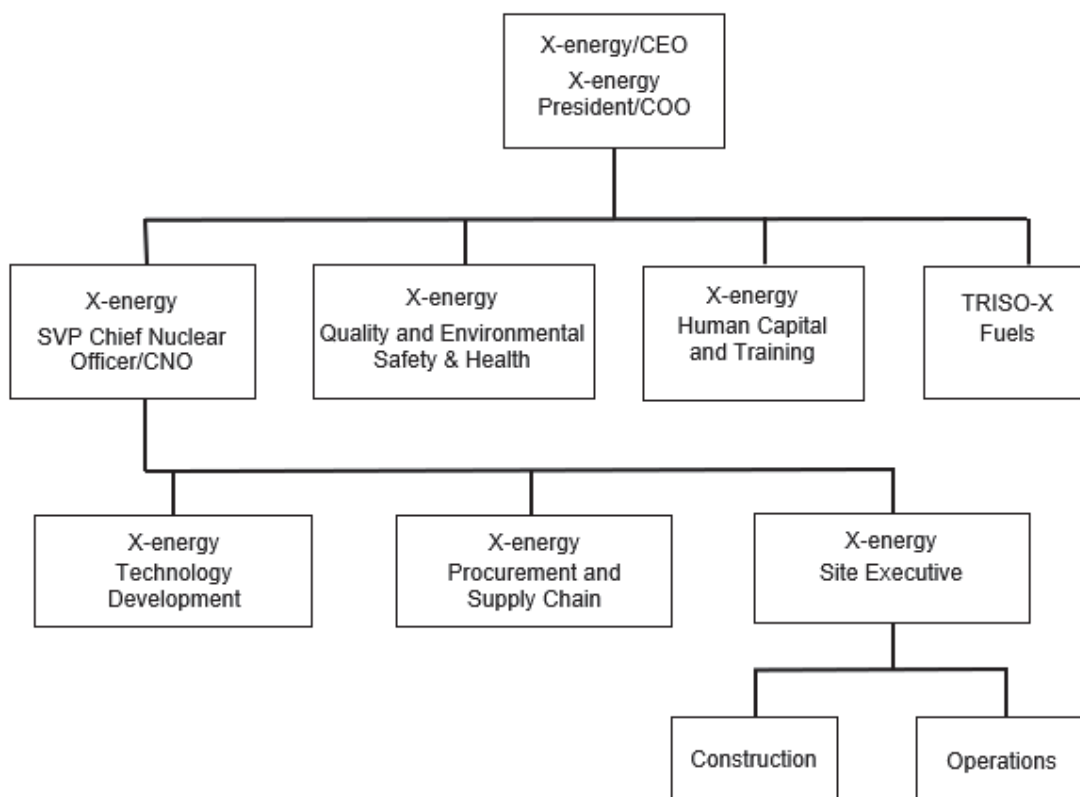 X-energy/CEO
X-energy
President/COO
X-energy
SVP Chief Nuclear
Officer/CNO
X-energy
Quality and Environmental
Safety & Health
X-energy
Human Capital
and Training
TRISO-X
Fuels
X-energy
Technology
Development
X-energy
Procurement and
Supply Chain
X-energy
Site Executive
Construction
Operations